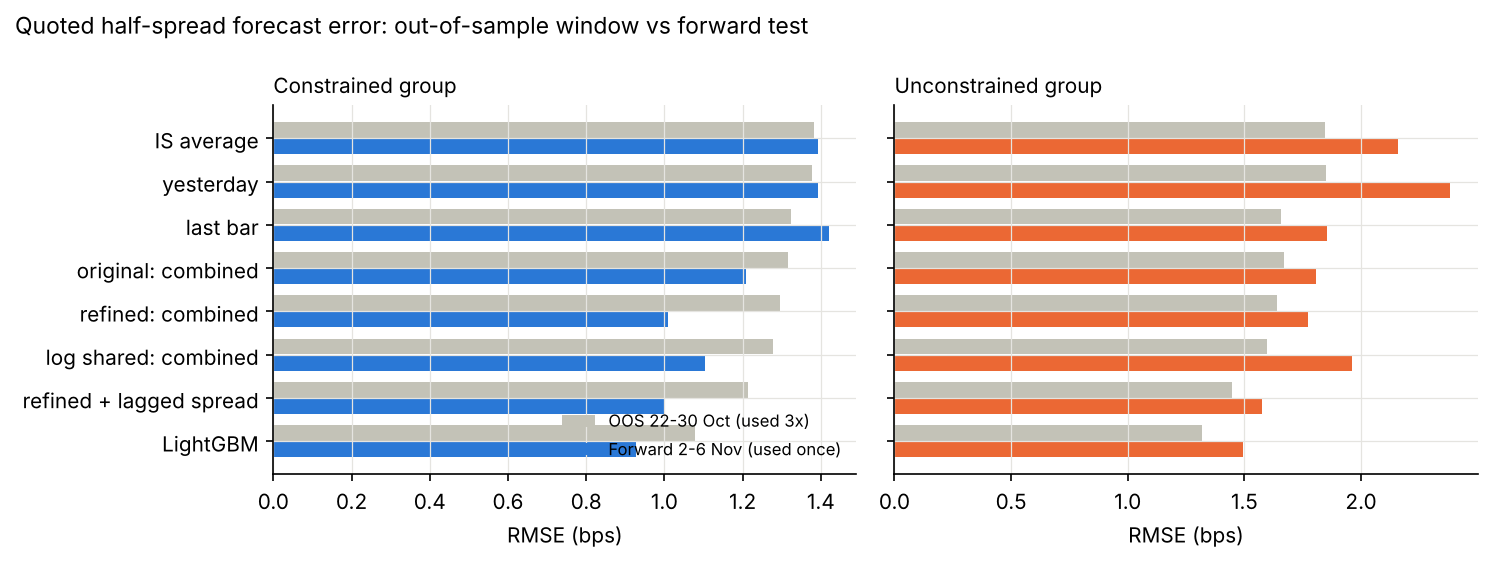 Quoted half-spread forecast error: out-of-sample window vs forward test
Constrained group
Unconstrained group
IS average
yesterday
last bar
original: combined
refined: combined
log shared: combined
refined + lagged spread
LightGBM
OOS 22-30 Oct (used 3x)
Forward 2-6 Nov (used once)
0.0 0.2 0.4 0.6 0.8 1.0 1.2 1.4
0.0 0.5 1.0 1.5 2.0
RMSE (bps)
RMSE (bps)